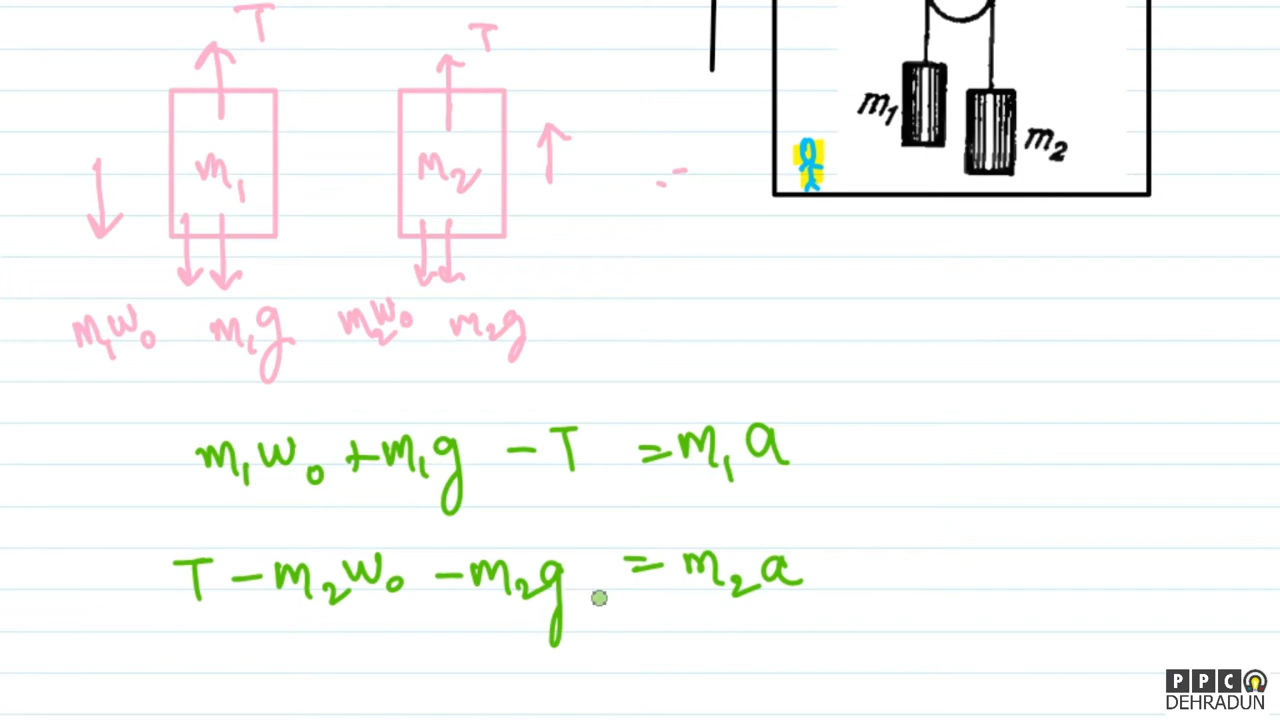 T T
m₁ m₂
m₁ m₂
m₁w₀ m₁g m₂w₀ m₂g
m₁w₀ + m₁g - T = m₁a
T - m₂w₀ - m₂g = m₂a
PPC
DEHRADUN